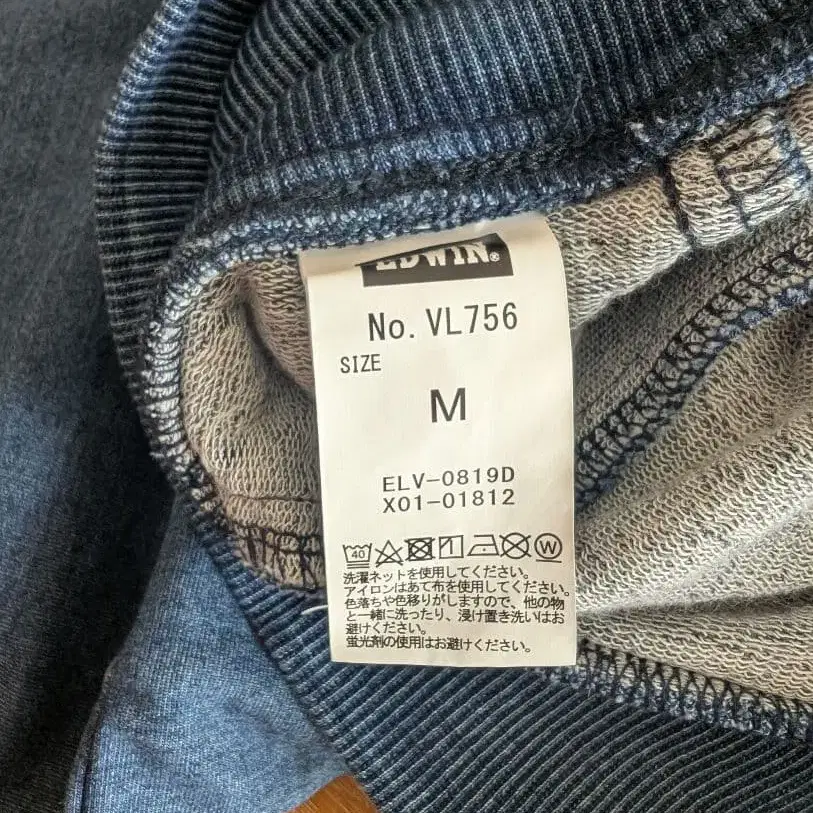 EDWIN®
No. VL756
SIZE
M
ELV-0819D
X01-01812
40 W
洗濯ネットを使用してください。
アイロンはあて布を使用してください。
色落ちや色移りがしますので、他の物
と一緒に洗ったり、浸け置き洗いはお
避けください。
蛍光剤の使用はお避けください。